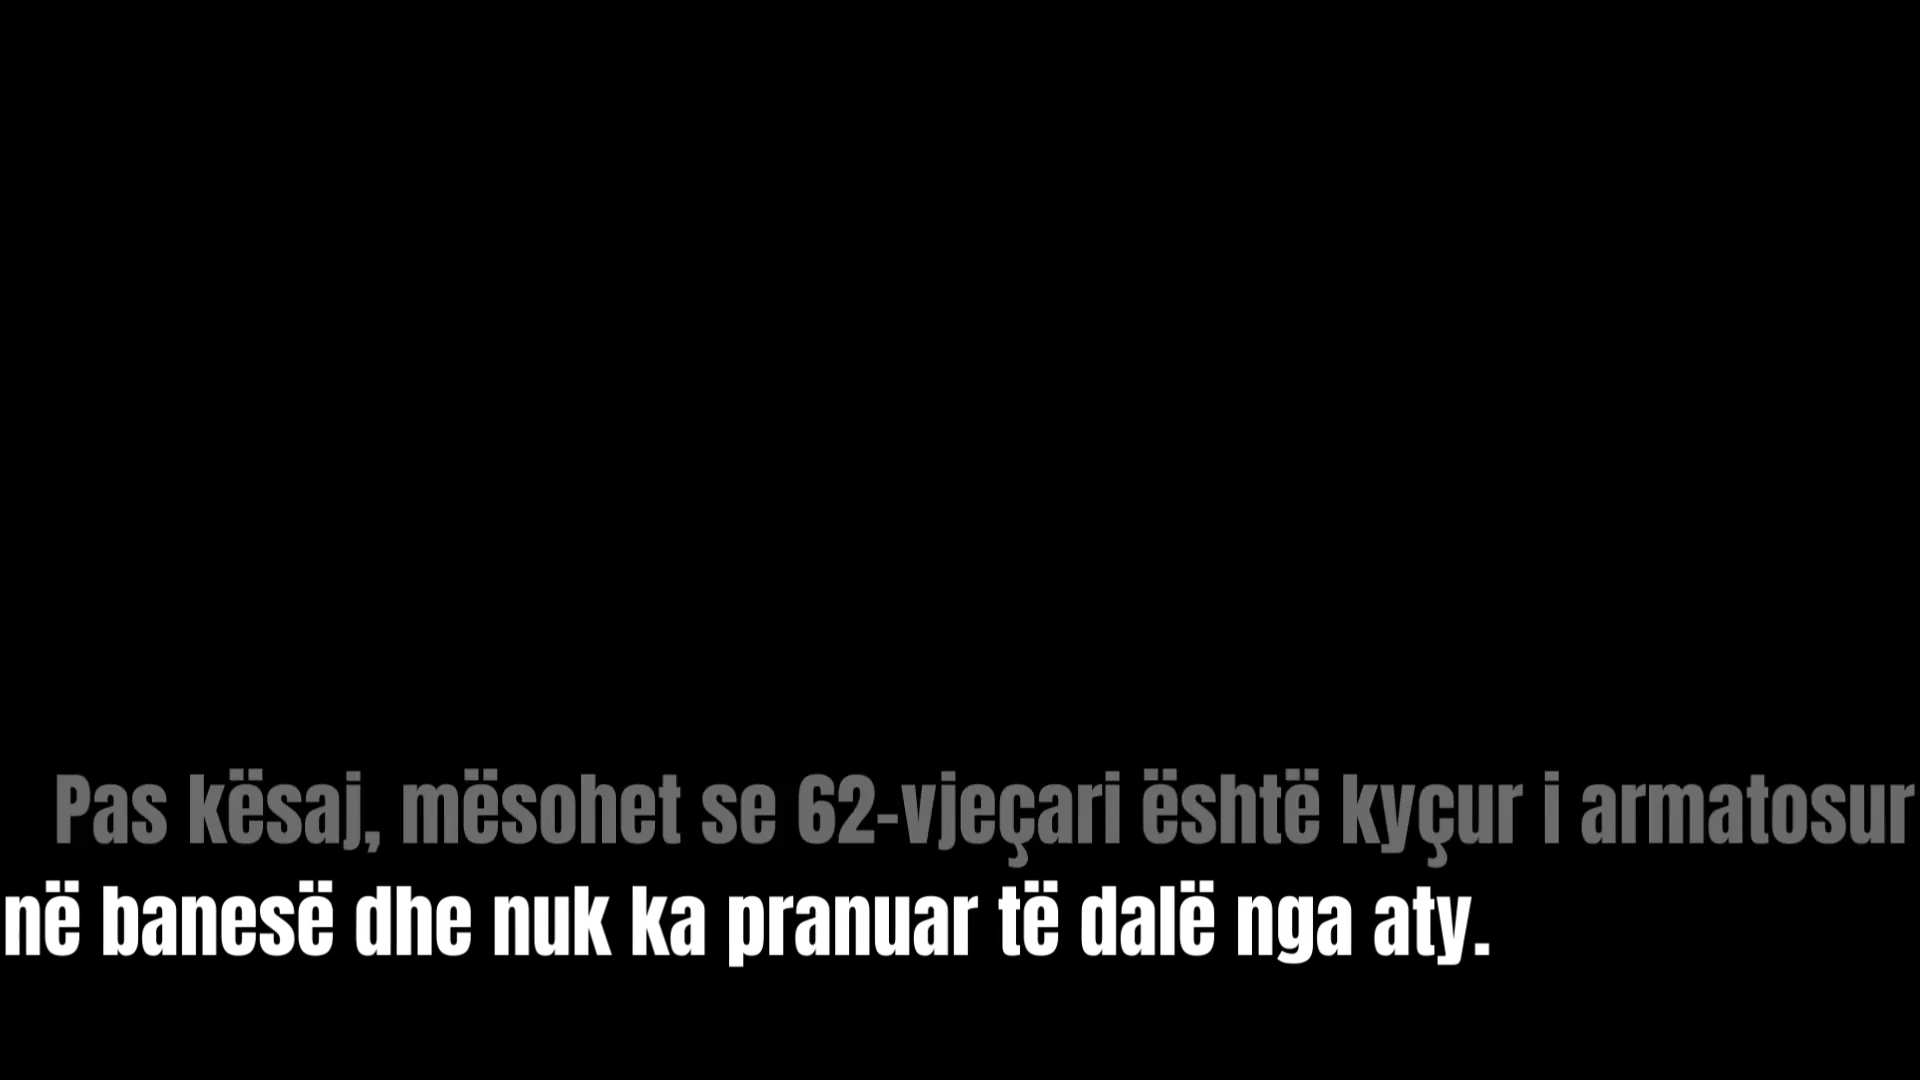 Pas kësaj, mësohet se 62-vjeçari është kyçur i armatosur
në banesë dhe nuk ka pranuar të dalë nga aty.